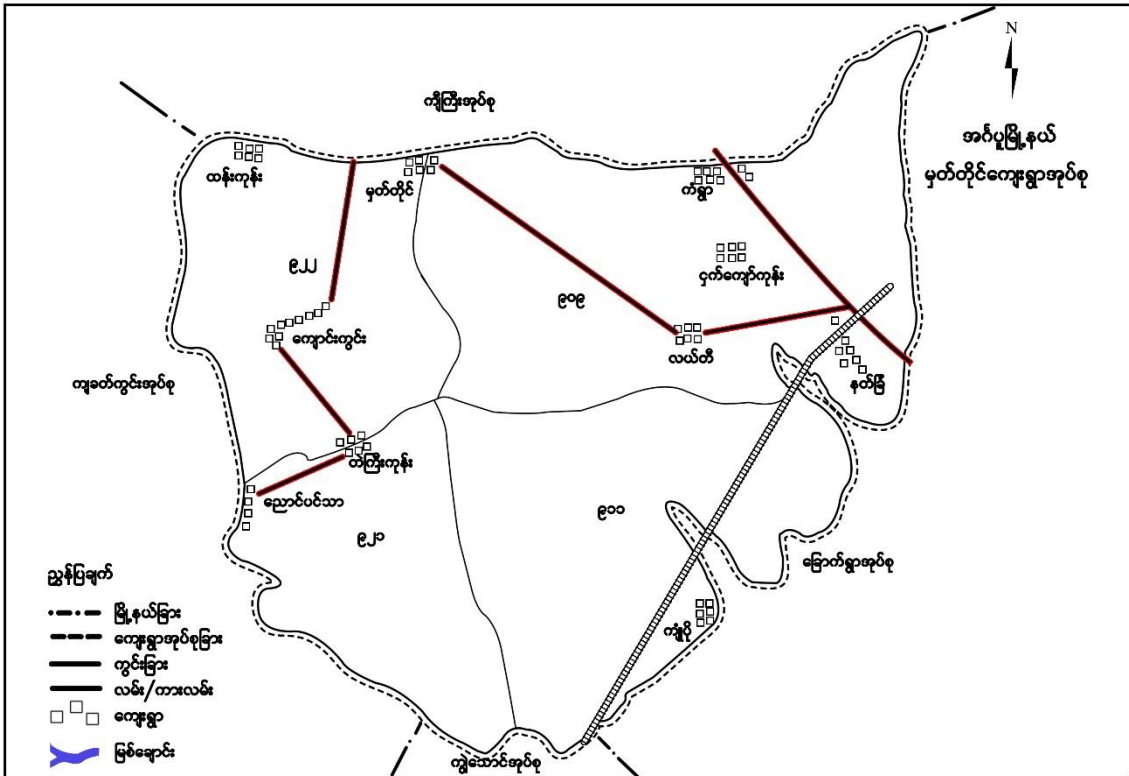 N
အင်္ဂပူမြို့နယ်
မှတ်တိုင်ကျေးရွာအုပ်စု
ကျီကြီးအုပ်စု
ထန်းကုန်း
မှတ်တိုင်
ကံရွာ
ငှက်ကျော်ကုန်း
၉၂၂
၉၀၉
ကျောင်းကွင်း
လယ်တီ
နတ်ခြံ
ကျခတ်ကွင်းအုပ်စု
တဲကြီးကုန်း
ညောင်ပင်သာ
၉၂၁
၉၁၁
ခြောက်ရွာအုပ်စု
ကျုံပို
ကွဲသောင်အုပ်စု
ညွှန်ပြချက်
မြို့နယ်ခြား
ကျေးရွာအုပ်စုခြား
ကွင်းခြား
လမ်း/ကားလမ်း
ကျေးရွာ
မြစ်ချောင်း